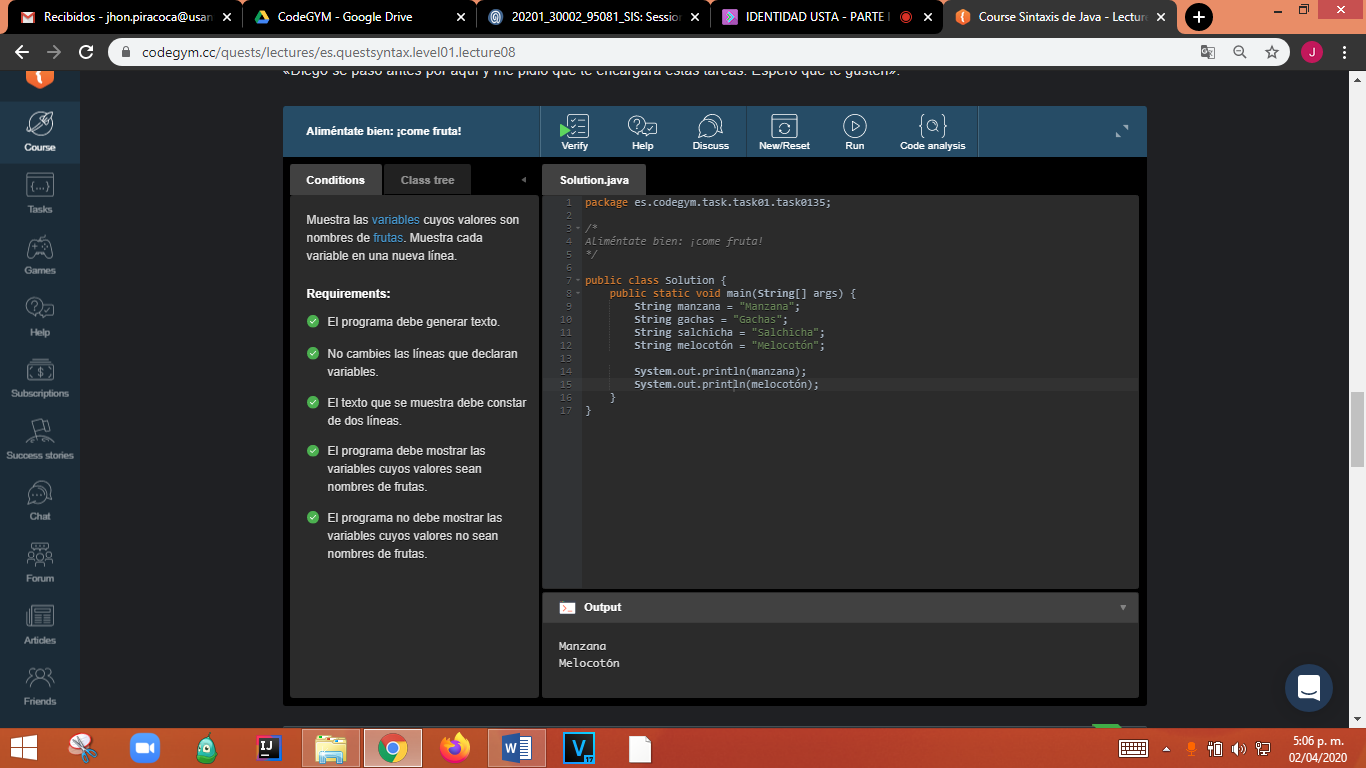 Recibidos - jhon.piracoca@usan
CodeGYM - Google Drive
20201_30002_95081_SIS: Session
IDENTIDAD USTA - PARTE
Course Sintaxis de Java - Lectur
codegym.cc/quests/lectures/es.questsyntax.level01.lecture08
J
«Diego se pasó antes por aquí y me pidió que te encargara estas tareas. Espero que te gusten».
Course
Tasks
Games
Help
Subscriptions
Success stories
Chat
Forum
Articles
Friends
Aliméntate bien: ¡come fruta!
Verify
Help
Discuss
New/Reset
Run
Code analysis
Conditions
Class tree
Muestra las variables cuyos valores son
nombres de frutas. Muestra cada
variable en una nueva línea.
Requirements:
El programa debe generar texto.
No cambies las líneas que declaran
variables.
El texto que se muestra debe constar
de dos líneas.
El programa debe mostrar las
variables cuyos valores sean
nombres de frutas.
El programa no debe mostrar las
variables cuyos valores no sean
nombres de frutas.
Solution.java
1 package es.codegym.task.task01.task0135;
2
3 /*
4 Aliméntate bien: ¡come fruta!
5 */
6
7 public class Solution {
8 public static void main(String[] args) {
9 String manzana = "Manzana";
10 String gachas = "Gachas";
11 String salchicha = "Salchicha";
12 String melocotón = "Melocotón";
13
14 System.out.println(manzana);
15 System.out.println(melocotón);
16 }
17 }
Output
Manzana
Melocotón
5:06 p. m.
02/04/2020